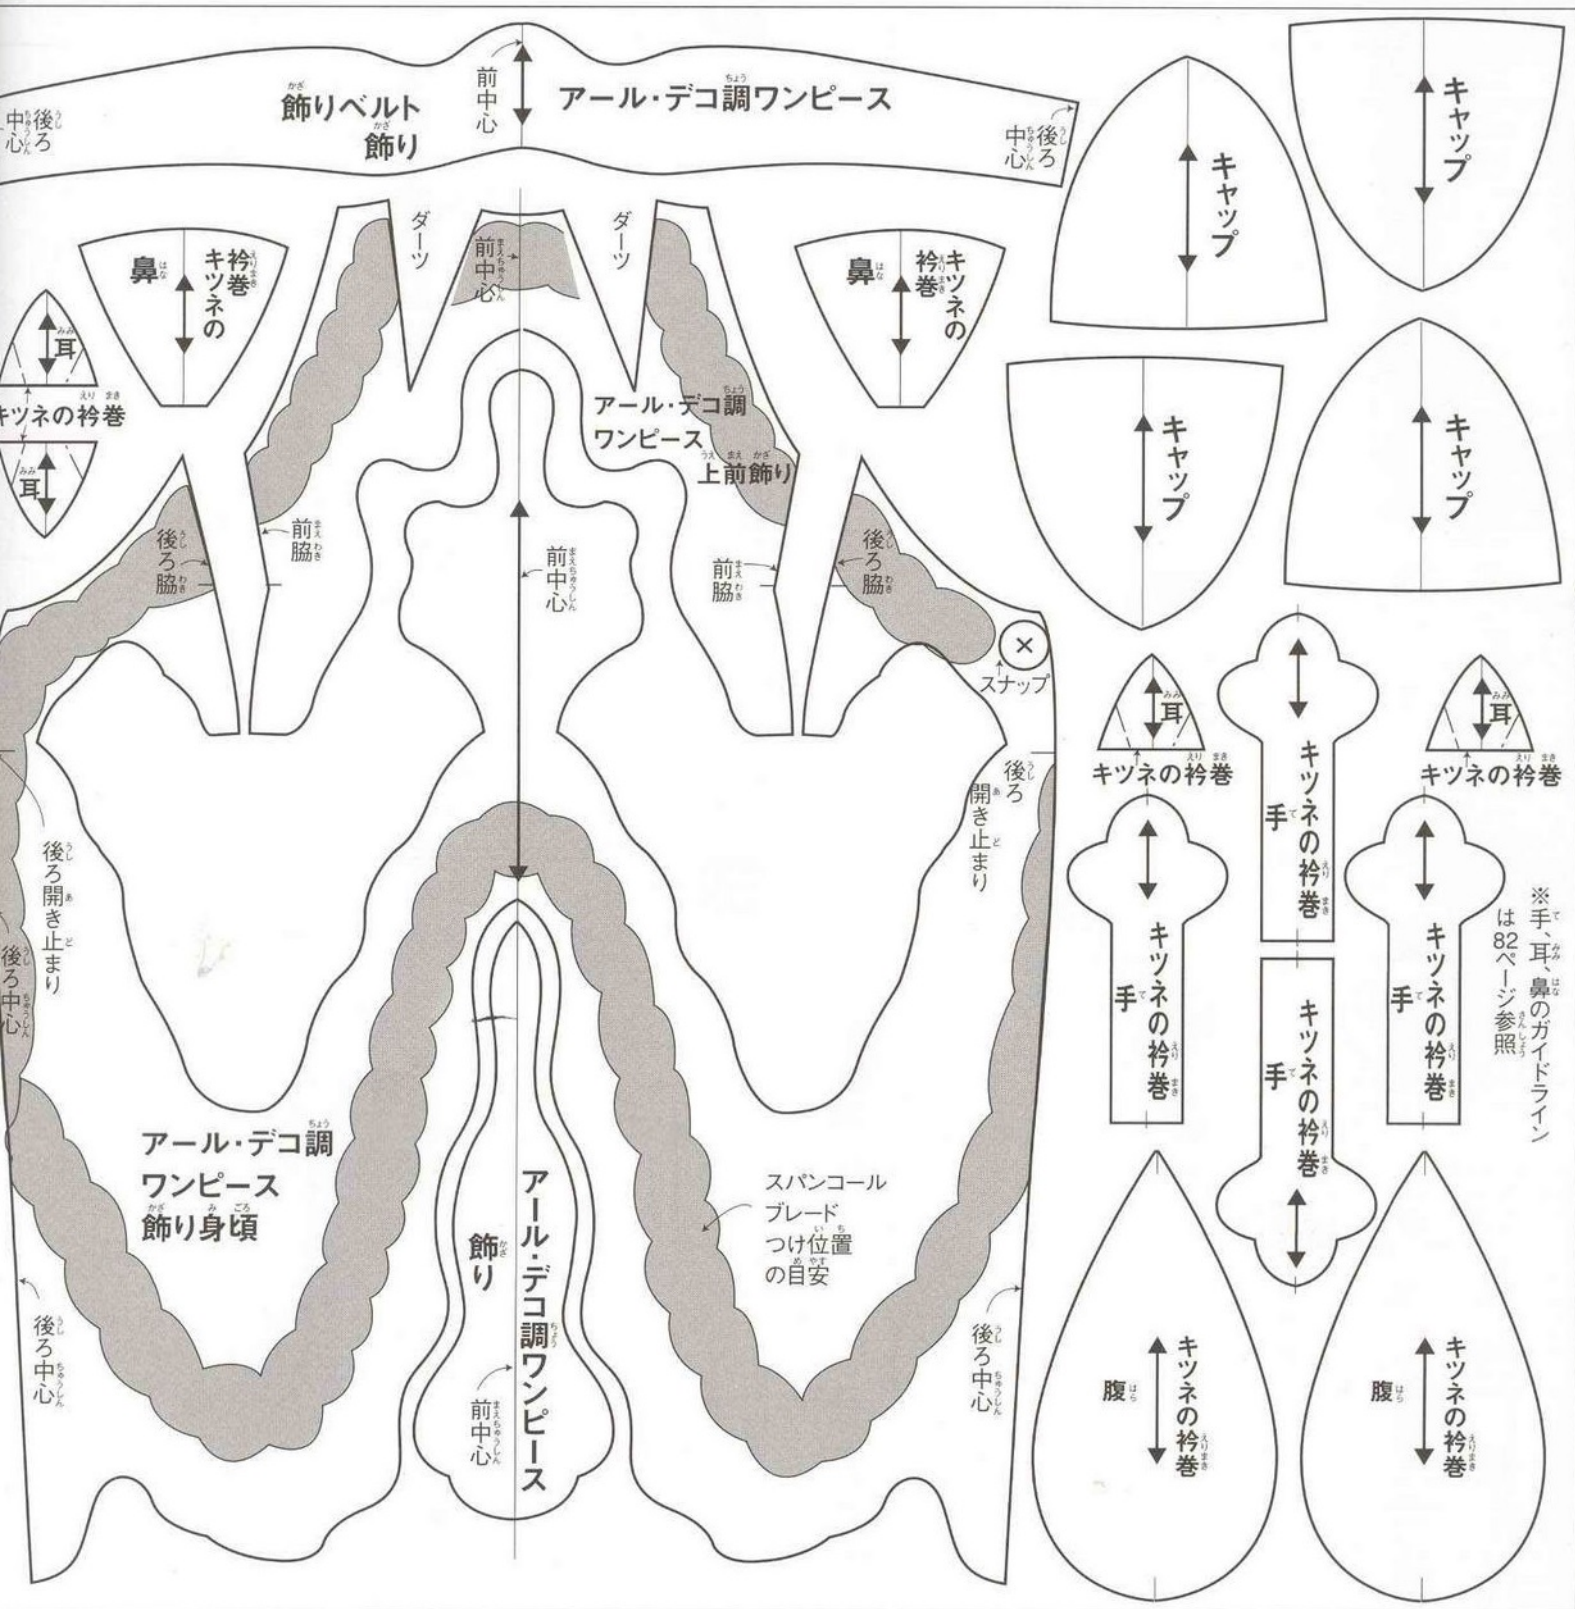 飾りベルト
飾り
前中心
アール・デコ調ワンピース
後ろ中心
後ろ中心
キャップ
キャップ
キャップ
キャップ
鼻
キツネの衿巻
ダーツ
前中心
ダーツ
鼻
キツネの衿巻
耳
キツネの衿巻
耳
アール・デコ調
ワンピース
上前飾り
後ろ脇
前脇
前中心
前脇
後ろ脇
スナップ
後ろ開き止まり
後ろ中心
後ろ
開き止まり
耳
キツネの衿巻
耳
キツネの衿巻
手
キツネの衿巻
手
キツネの衿巻
手
キツネの衿巻
手
キツネの衿巻
※手、耳、鼻のガイドライン
は82ページ参照
アール・デコ調
ワンピース
飾り身頃
飾り
アール・デコ調ワンピース
前中心
スパンコール
ブレード
つけ位置
の目安
後ろ中心
後ろ中心
腹
キツネの衿巻
腹
キツネの衿巻